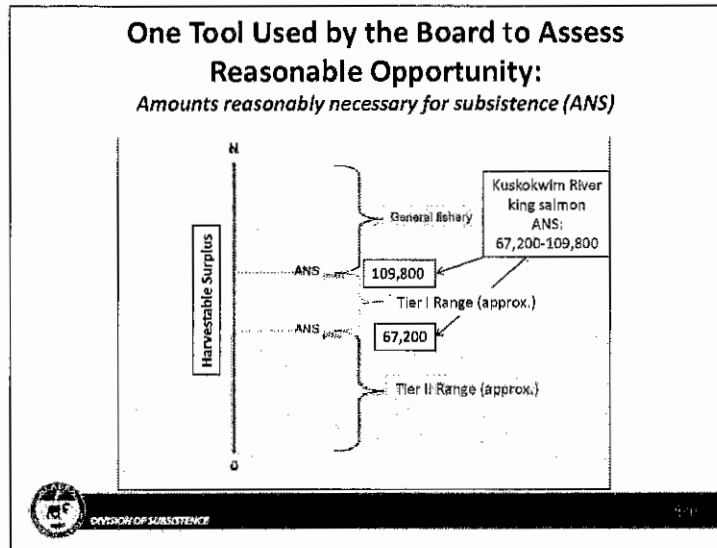 One Tool Used by the Board to Assess
Reasonable Opportunity:
Amounts reasonably necessary for subsistence (ANS)
N
Harvestable Surplus
General fishery
Kuskokwim River
king salmon
ANS:
67,200-109,800
ANS
109,800
Tier I Range (approx.)
ANS
67,200
Tier II Range (approx.)
0
DIVISION OF SUBSISTENCE